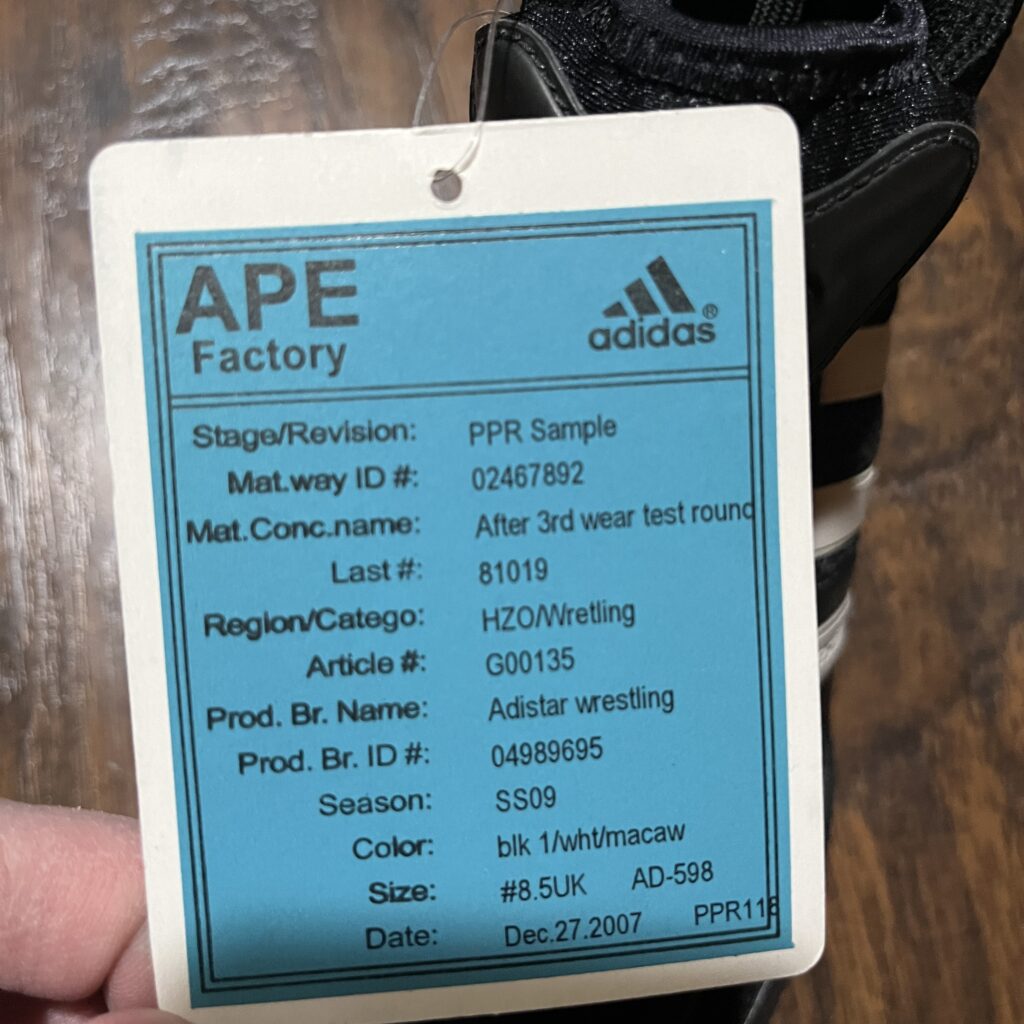 APE
Factory
adidas®
Stage/Revision: PPR Sample
Mat.way ID #: 02467892
Mat.Conc.name: After 3rd wear test round
Last #: 81019
Region/Catego: HZO/Wretling
Article #: G00135
Prod. Br. Name: Adistar wrestling
Prod. Br. ID #: 04989695
Season: SS09
Color: blk 1/wht/macaw
Size: #8.5UK AD-598
Date: Dec.27.2007